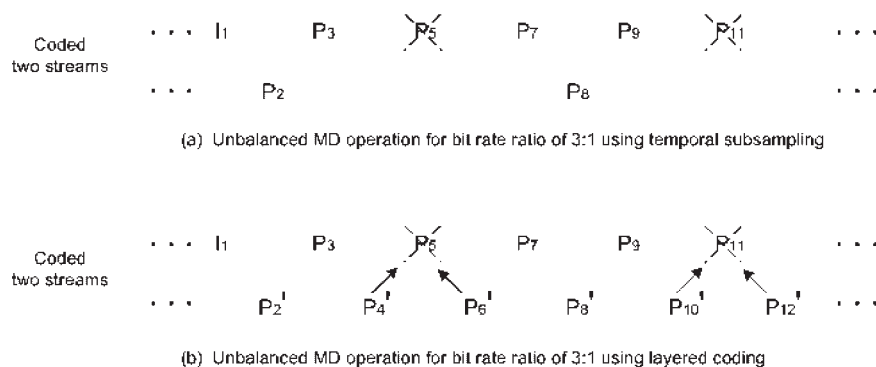 · · · I1 P3 P5 P7 P9 P11 · · ·
Coded
two streams
· · · P2 P8 · · ·
(a) Unbalanced MD operation for bit rate ratio of 3:1 using temporal subsampling
· · · I1 P3 P5 P7 P9 P11 · · ·
Coded
two streams
· · · P2' P4' P6' P8' P10' P12' · · ·
(b) Unbalanced MD operation for bit rate ratio of 3:1 using layered coding